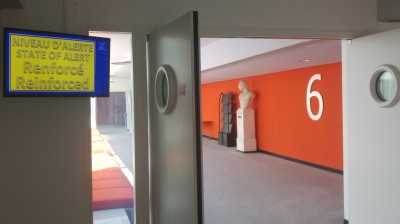 NIVEAU D'ALERTE
STATE OF ALERT
Renforcé
Reinforced
6